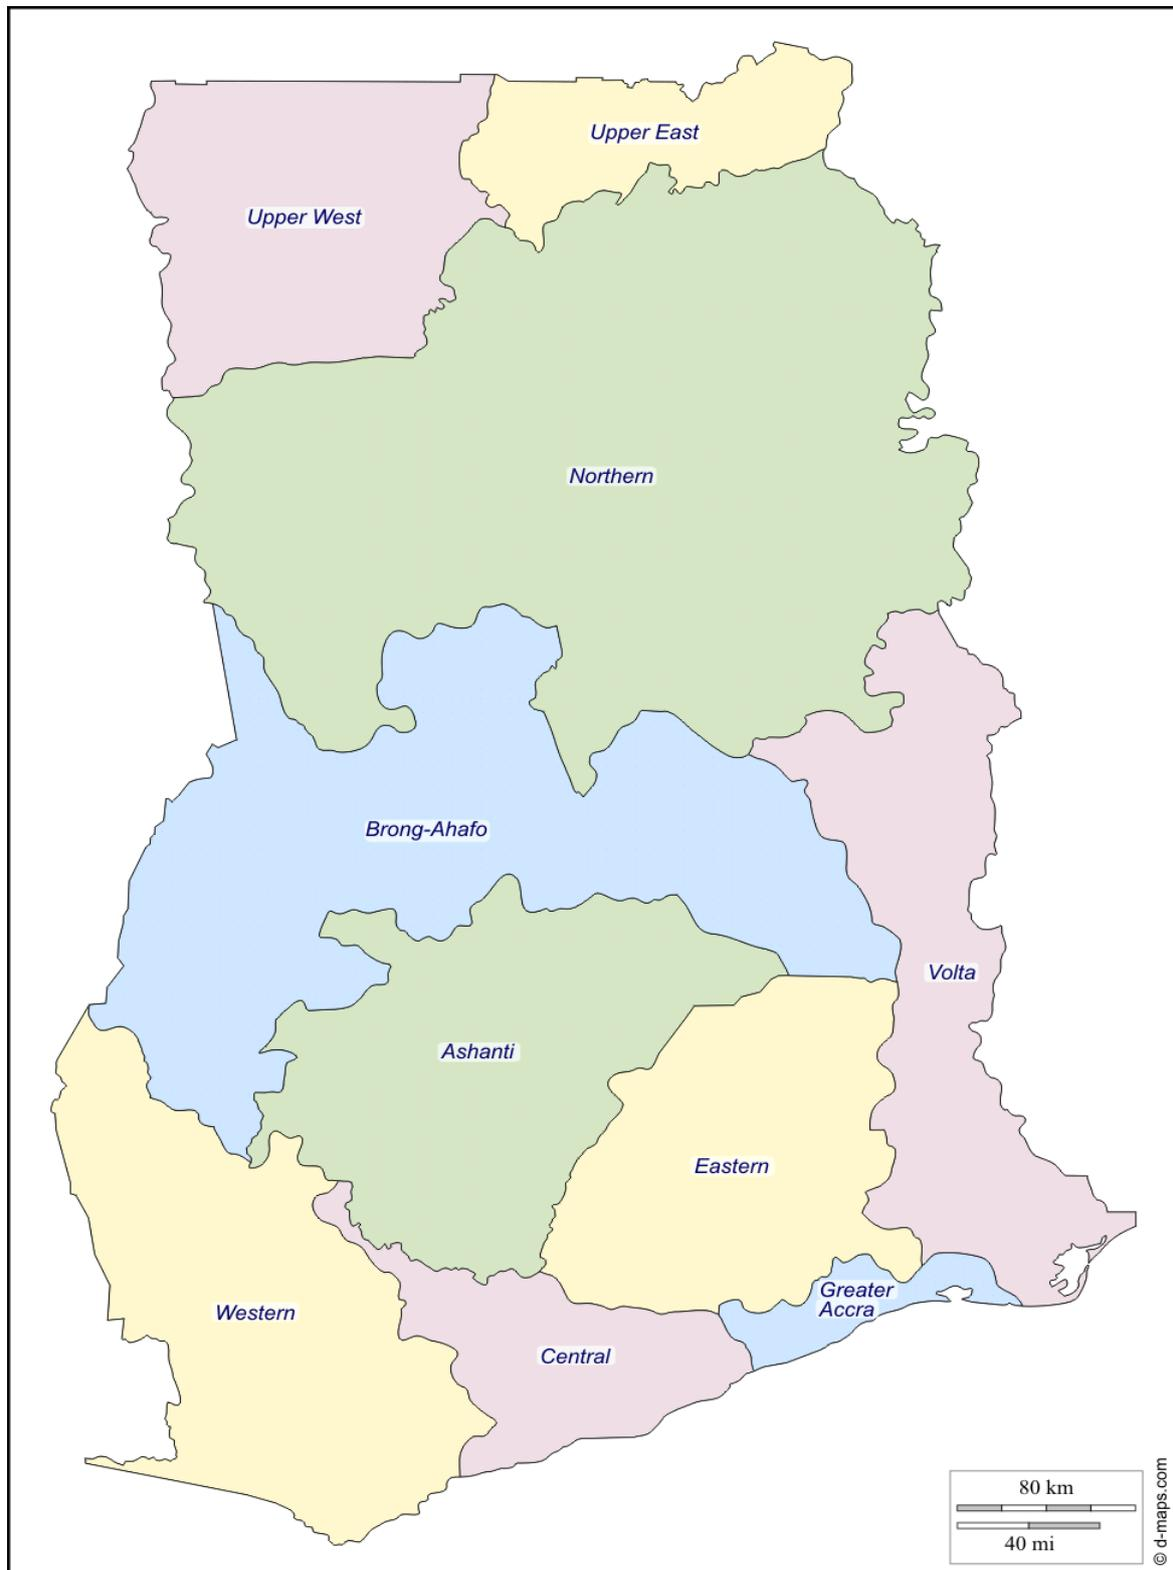 Upper East
Upper West
Northern
Brong-Ahafo
Volta
Ashanti
Eastern
Greater
Accra
Western
Central
80 km
40 mi
© d-maps.com